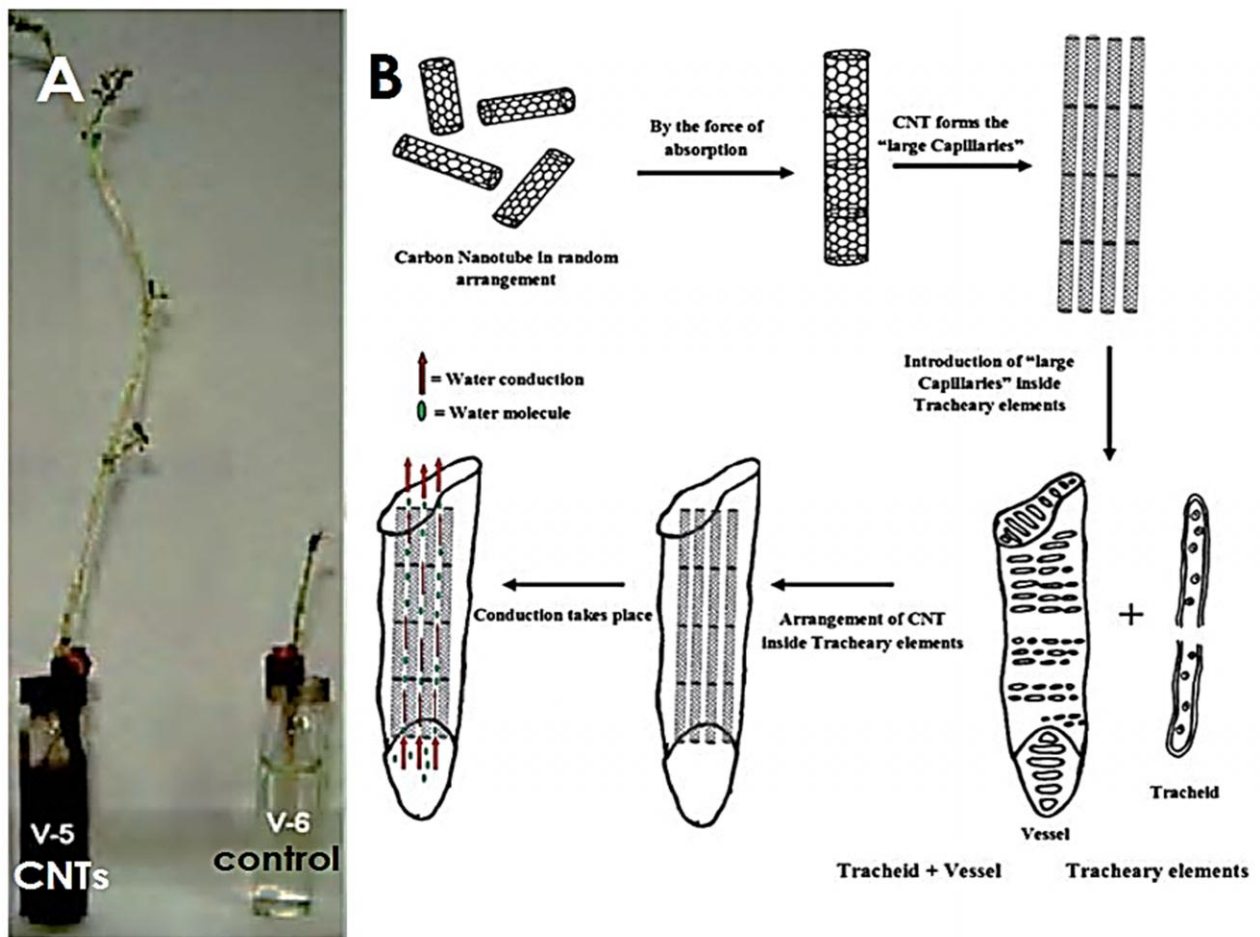 A
V-5
CNTs
V-6
control
B
Carbon Nanotube in random
arrangement
By the force of
absorption
CNT forms the
"large Capillaries"
Introduction of "large
Capillaries" inside
Tracheary elements
= Water conduction
= Water molecule
Conduction takes place
Arrangement of CNT
inside Tracheary elements
+
Vessel
Tracheid
Tracheid + Vessel
Tracheary elements